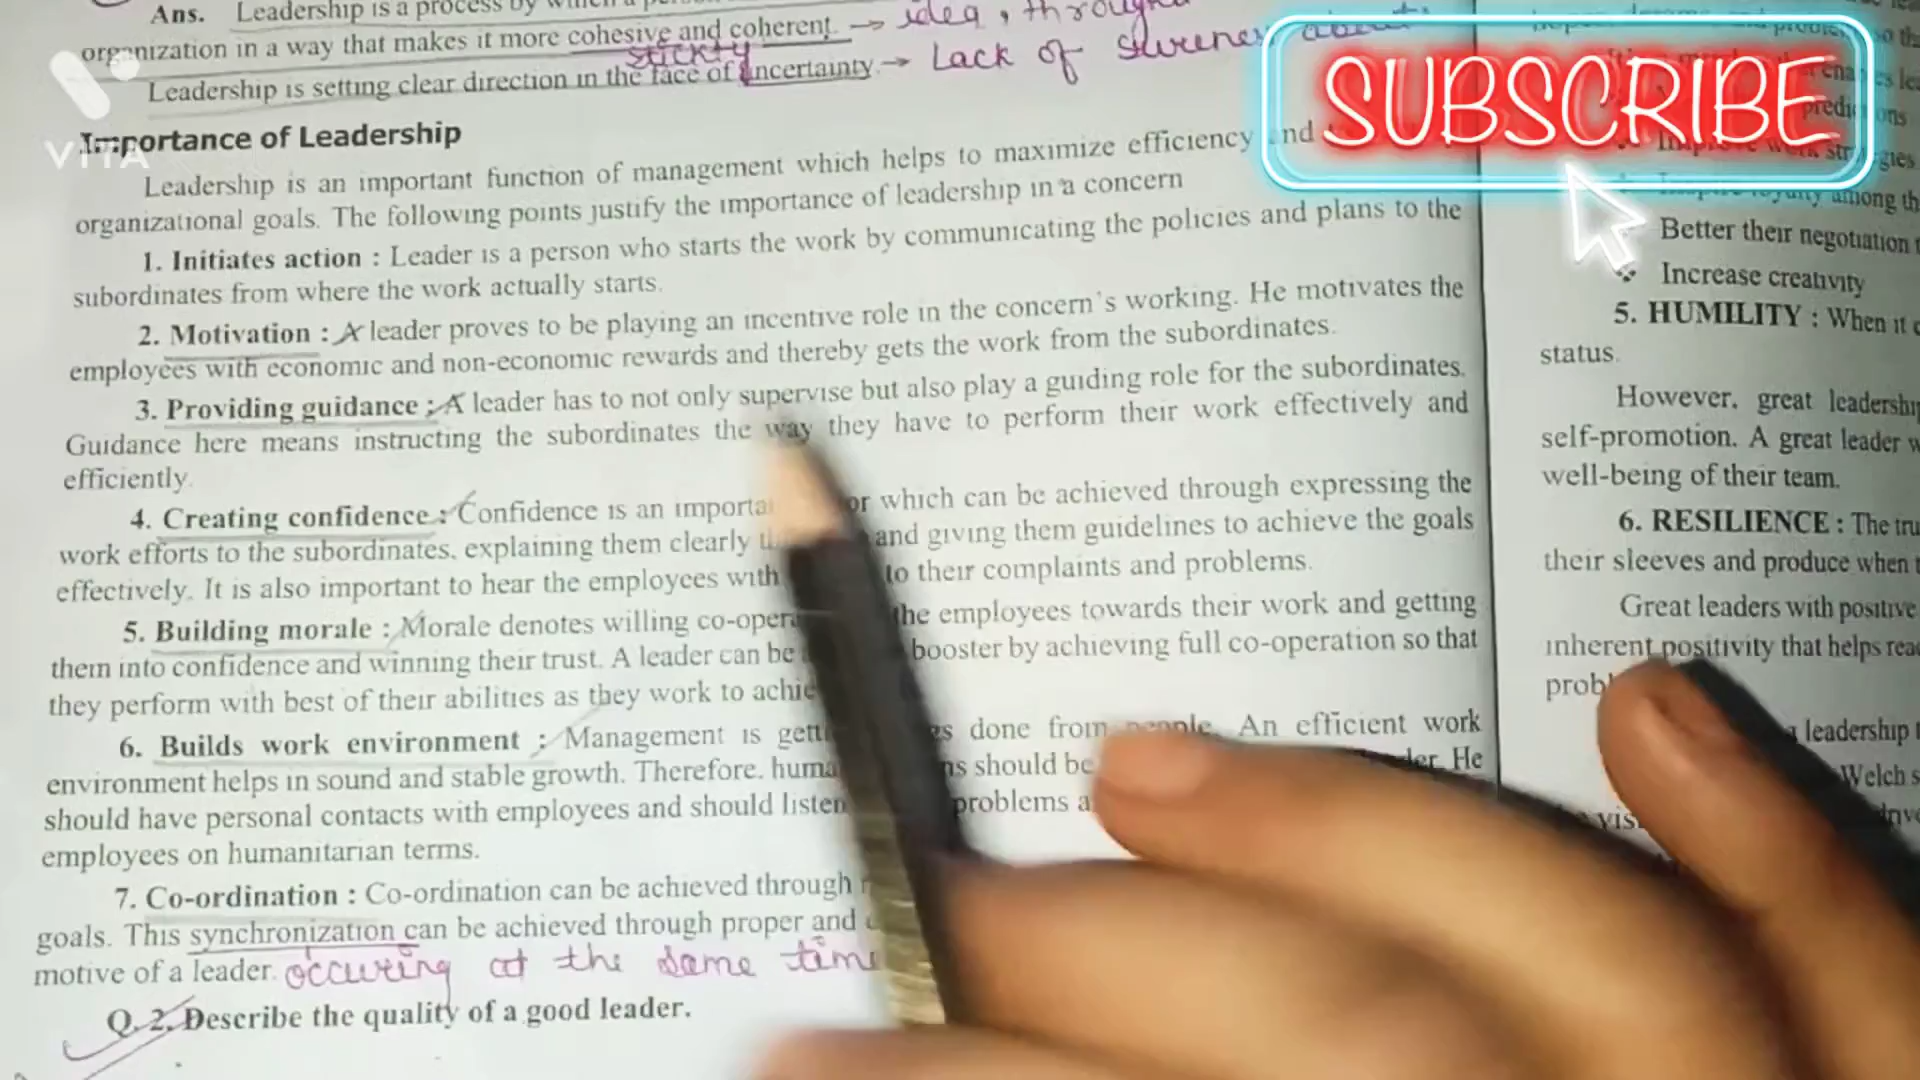 Ans. Leadership is a process by which a
organization in a way that makes it more cohesive and coherent. → idea, through
stickty
Leadership is setting clear direction in the face of uncertainty. → Lack of sureness about
Importance of Leadership
Leadership is an important function of management which helps to maximize efficiency and
organizational goals. The following points justify the importance of leadership in a concern
1. Initiates action : Leader is a person who starts the work by communicating the policies and plans to the
subordinates from where the work actually starts.
2. Motivation : A leader proves to be playing an incentive role in the concern's working. He motivates the
employees with economic and non-economic rewards and thereby gets the work from the subordinates.
3. Providing guidance : A leader has to not only supervise but also play a guiding role for the subordinates.
Guidance here means instructing the subordinates the way they have to perform their work effectively and
efficiently.
4. Creating confidence : Confidence is an which can be achieved through expressing the
work efforts to the subordinates, explaining them clearly and giving them guidelines to achieve the goals
effectively. It is also important to hear the employees with to their complaints and problems.
5. Building morale : Morale denotes willing the employees towards their work and getting
them into confidence and winning their trust. A leader can be booster by achieving full co-operation so that
they perform with best of their abilities as they work to
6. Builds work environment : Management is done from people. An efficient work
environment helps in sound and stable growth. Therefore, should be He
should have personal contacts with employees and should listen problems
employees on humanitarian terms.
7. Co-ordination : Co-ordination can be achieved through
goals. This synchronization can be achieved through proper and
motive of a leader. occuring at the same time
Q. 2. Describe the quality of a good leader.
VITA
SUBSCRIBE
among
Better their negotiation
Increase creativity
5. HUMILITY : When it
status.
However, great
self-promotion. A great leader
well-being of their team.
6. RESILIENCE : The
their sleeves and produce when
Great leaders with positive
inherent positivity that helps
leadership
Welch